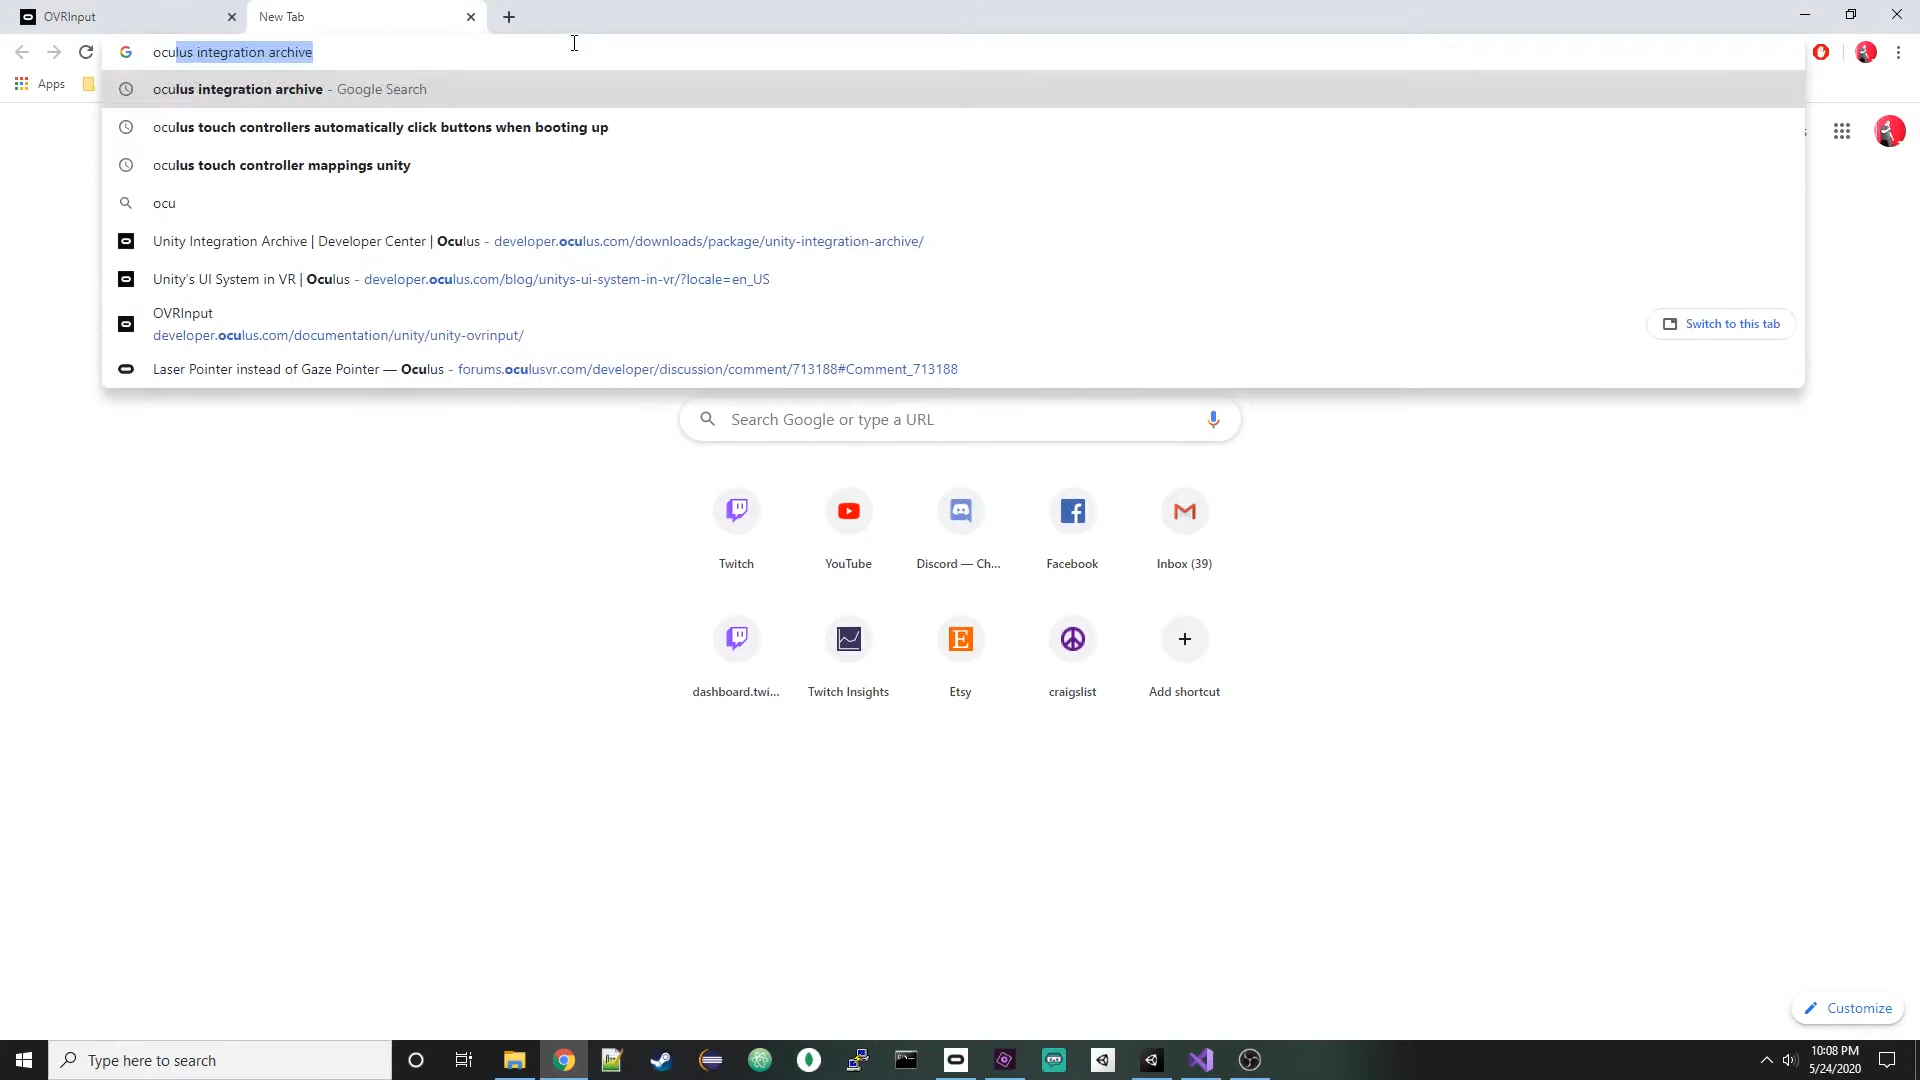 OVRInput
New Tab
oculus integration archive
Apps
oculus integration archive - Google Search
oculus touch controllers automatically click buttons when booting up
oculus touch controller mappings unity
ocu
Unity Integration Archive | Developer Center | Oculus - developer.oculus.com/downloads/package/unity-integration-archive/
Unity's UI System in VR | Oculus - developer.oculus.com/blog/unitys-ui-system-in-vr/?locale=en_US
OVRInput
developer.oculus.com/documentation/unity/unity-ovrinput/
Switch to this tab
Laser Pointer instead of Gaze Pointer — Oculus - forums.oculusvr.com/developer/discussion/comment/713188#Comment_713188
Search Google or type a URL
Twitch
YouTube
Discord — Ch...
Facebook
Inbox (39)
dashboard.twi...
Twitch Insights
Etsy
craigslist
Add shortcut
Customize
Type here to search
10:08 PM
5/24/2020